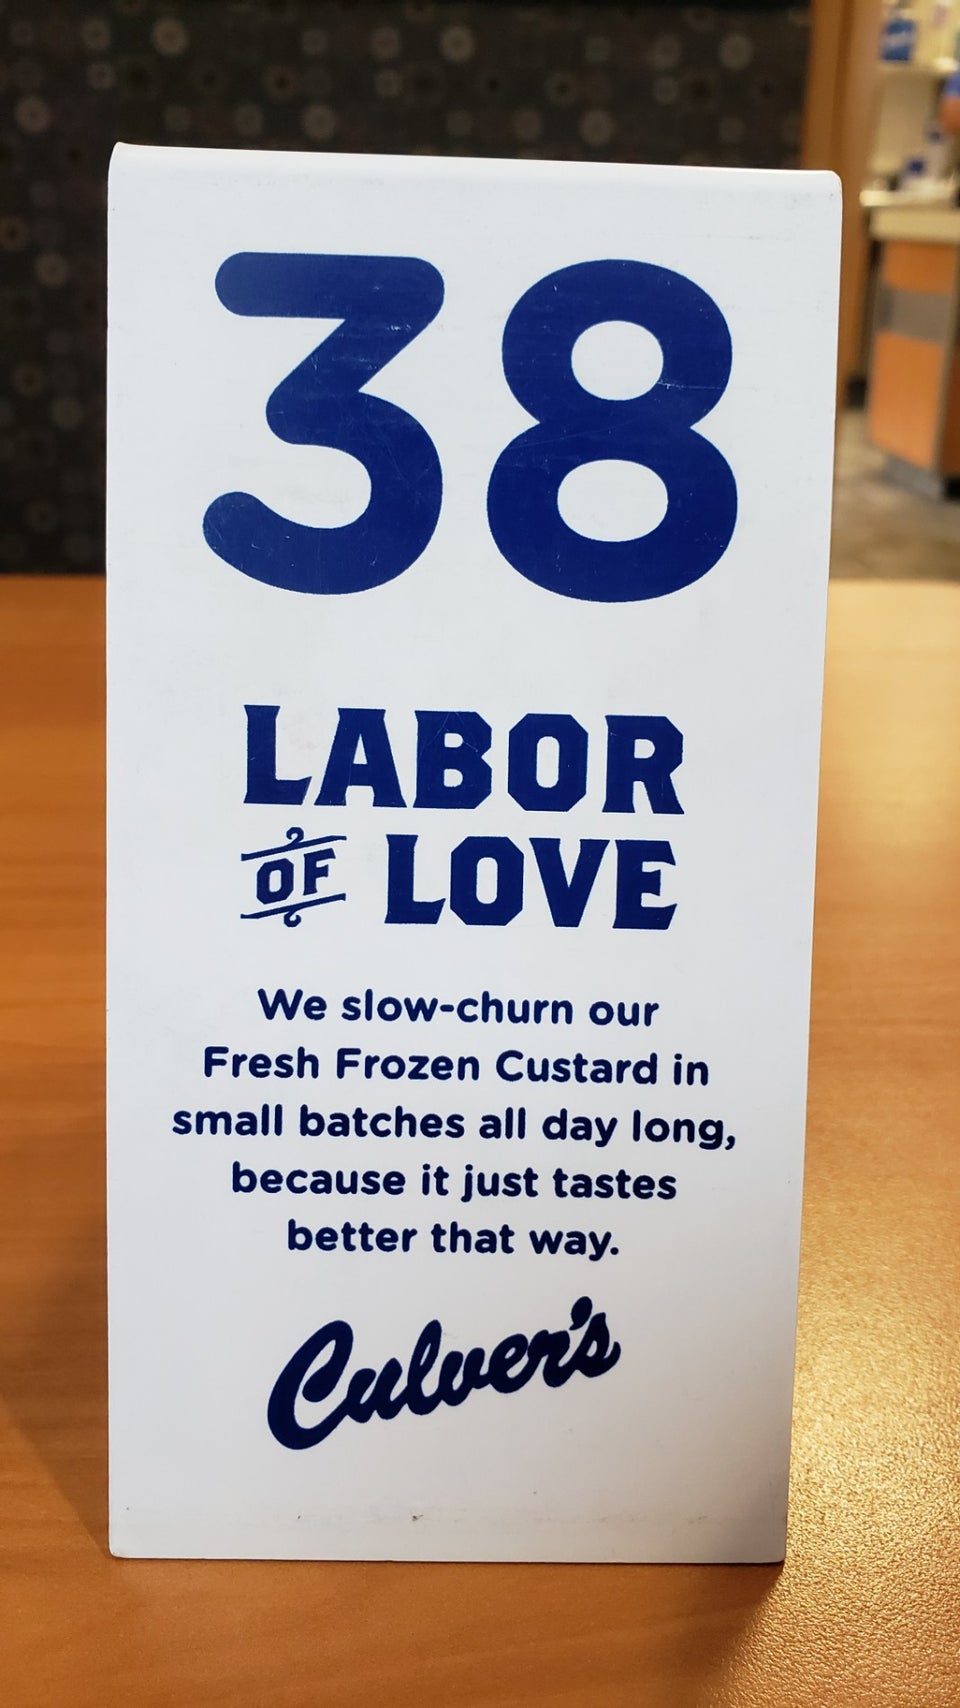 38
LABOR
OF LOVE
We slow-churn our
Fresh Frozen Custard in
small batches all day long,
because it just tastes
better that way.
Culver's